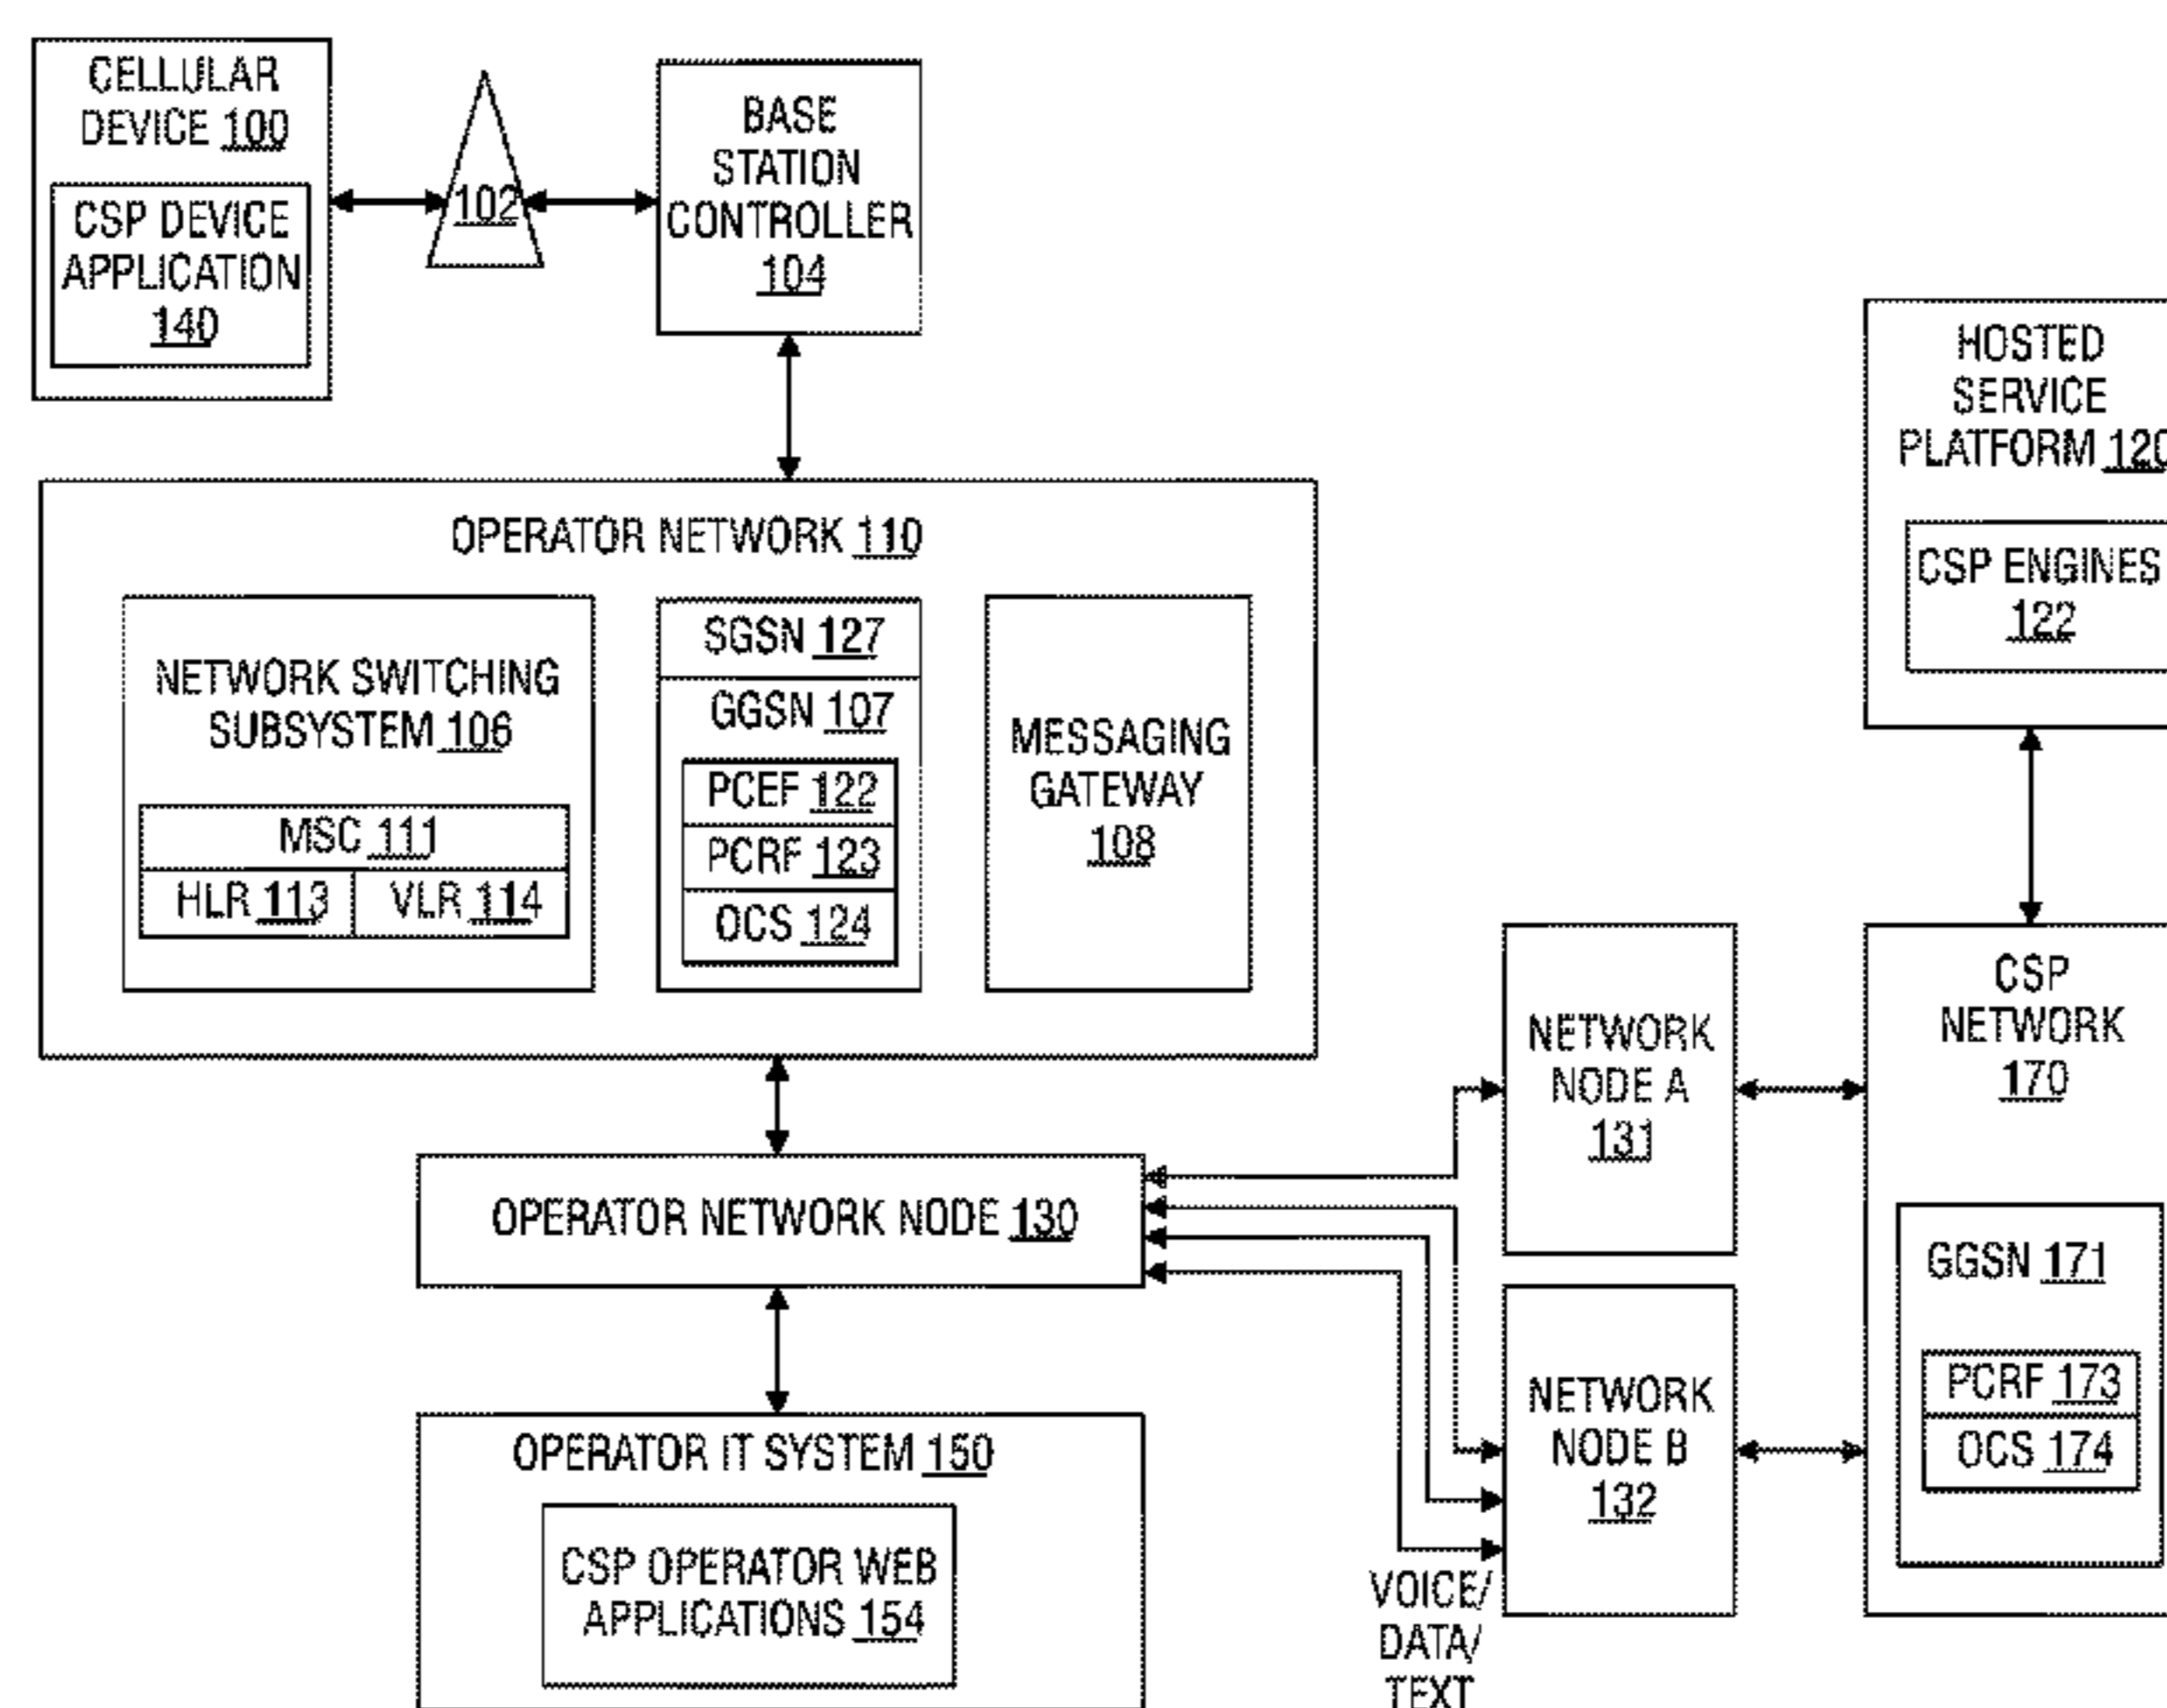 CELLULAR
DEVICE 100
CSP DEVICE
APPLICATION
140
102
BASE
STATION
CONTROLLER
104
HOSTED
SERVICE
PLATFORM 120
CSP ENGINES
122
OPERATOR NETWORK 110
NETWORK SWITCHING
SUBSYSTEM 106
MSC 111
HLR 113
VLR 114
SGSN 127
GGSN 107
PCEF 122
PCRF 123
OCS 124
MESSAGING
GATEWAY
108
NETWORK
NODE A
131
CSP
NETWORK
170
GGSN 171
PCRF 173
OCS 174
OPERATOR NETWORK NODE 130
NETWORK
NODE B
132
OPERATOR IT SYSTEM 150
CSP OPERATOR WEB
APPLICATIONS 154
VOICE/
DATA/
TEXT